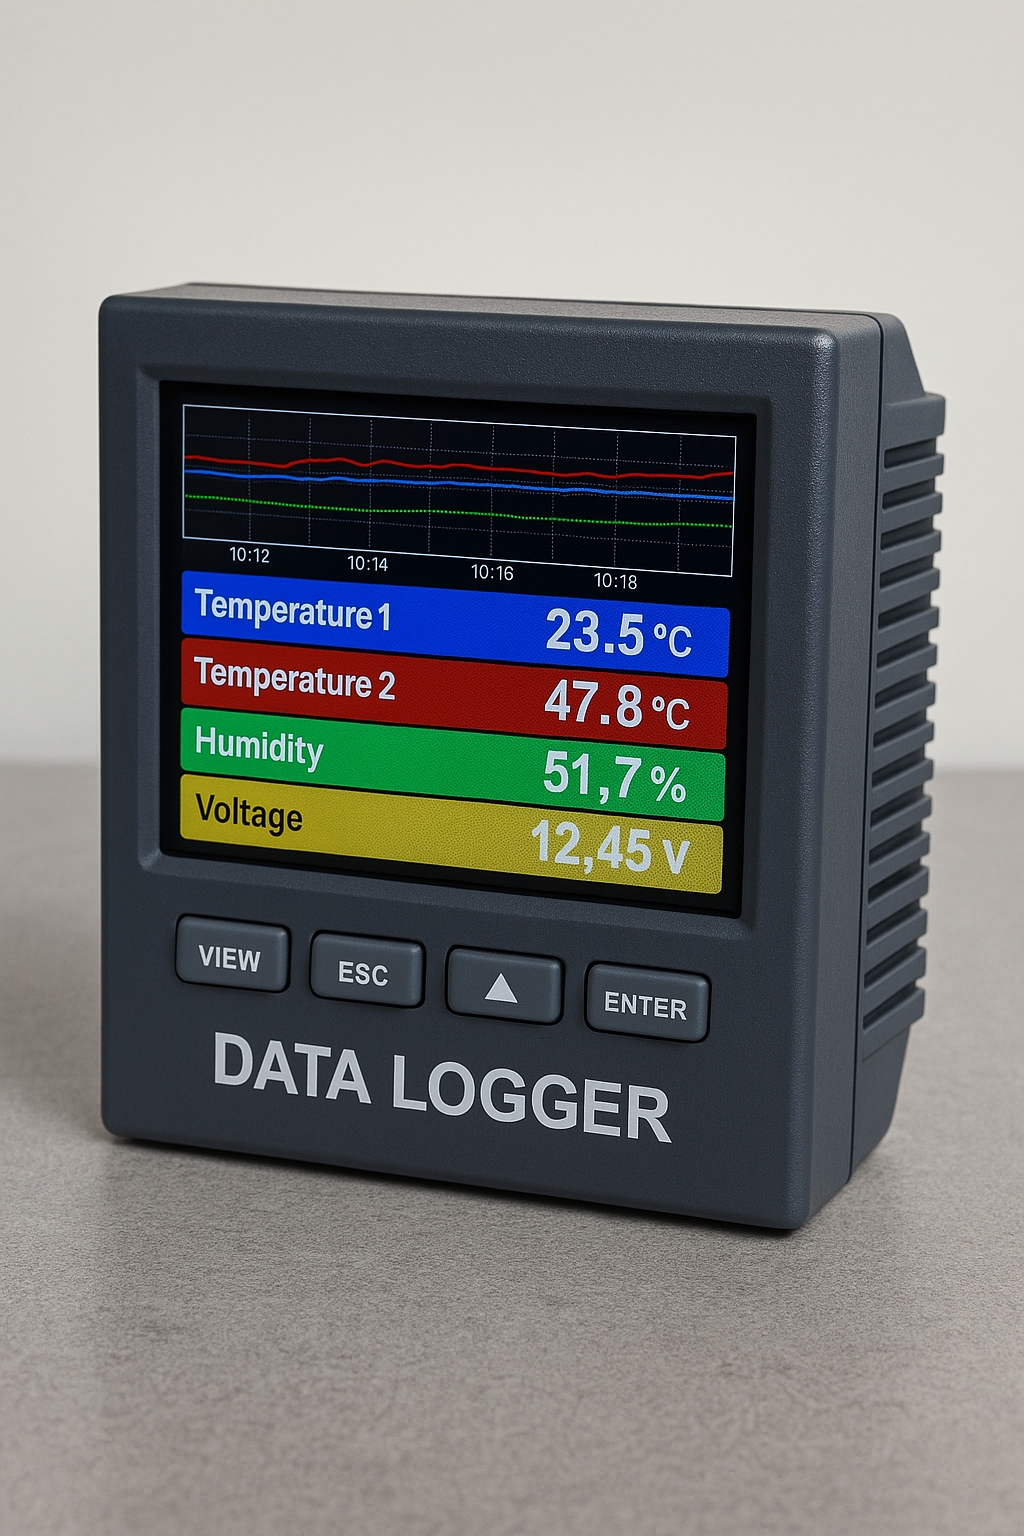 10:12 10:14 10:16 10:18
Temperature 1 23.5 °C
Temperature 2 47.8 °C
Humidity 51,7 %
Voltage 12,45 V
VIEW ESC ▲ ENTER
DATA LOGGER